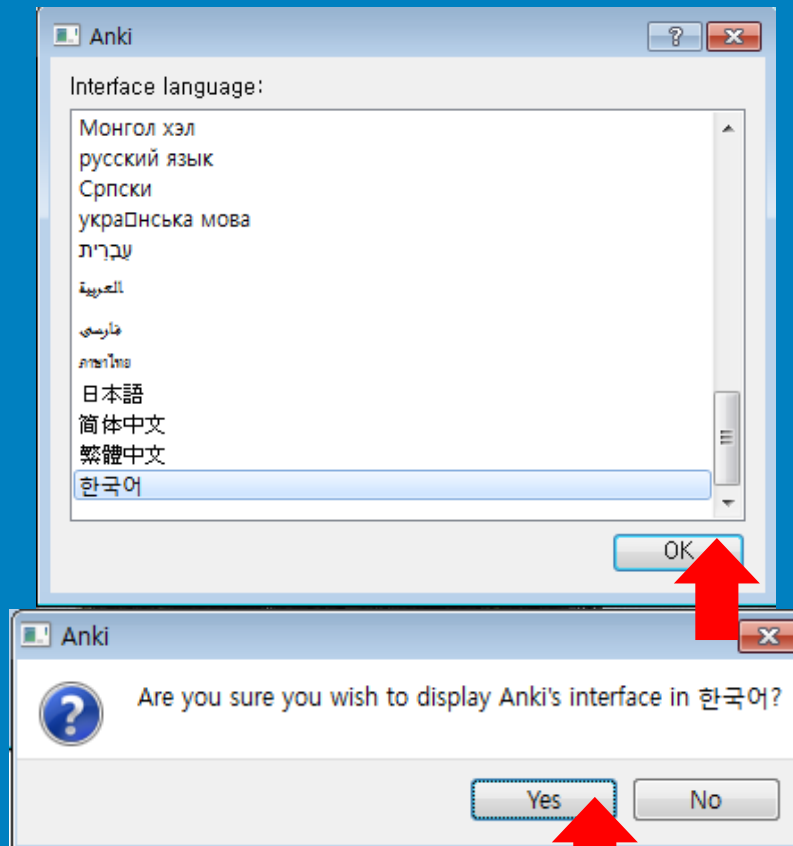 Anki
Interface language:
Монгол хэл
русский язык
Српски
укра□нська мова
עִבְרִית
العربية
فارسی
ภาษาไทย
日本語
简体中文
繁體中文
한국어
OK
Anki
Are you sure you wish to display Anki's interface in 한국어?
Yes No